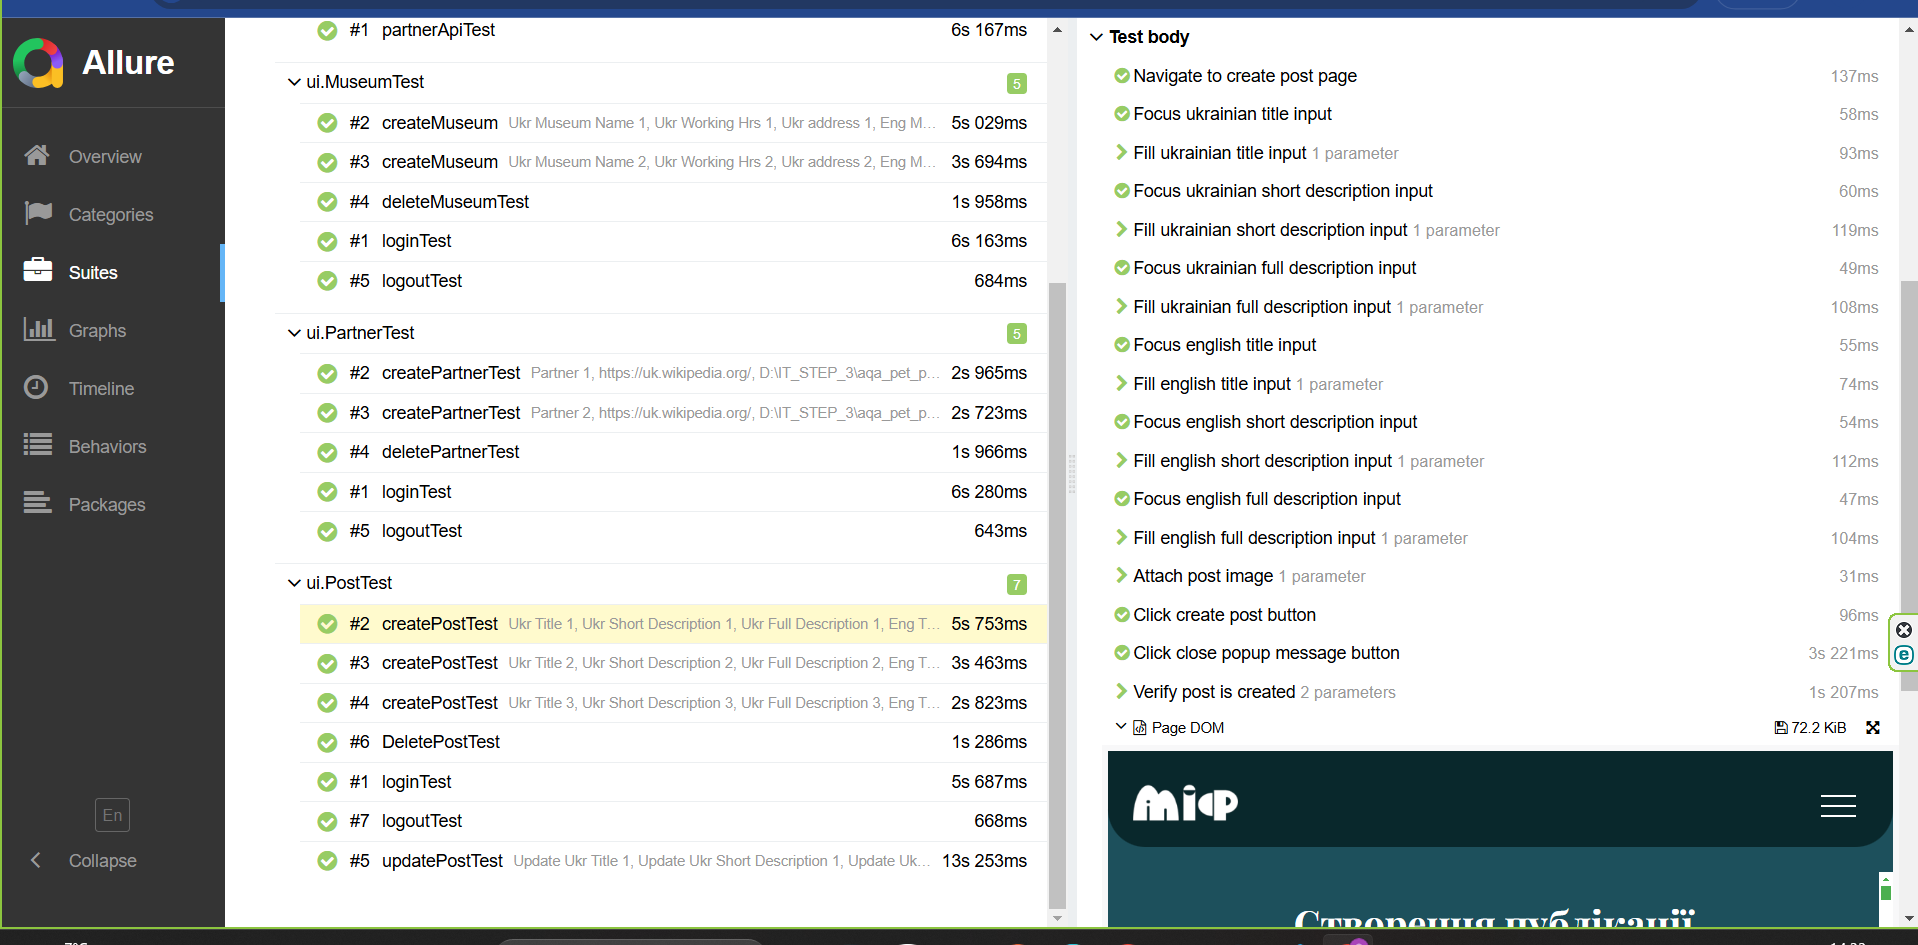 Allure
Overview
Categories
Suites
Graphs
Timeline
Behaviors
Packages
En
Collapse
#1 partnerApiTest 6s 167ms
ui.MuseumTest 5
#2 createMuseum Ukr Museum Name 1, Ukr Working Hrs 1, Ukr address 1, Eng M... 5s 029ms
#3 createMuseum Ukr Museum Name 2, Ukr Working Hrs 2, Ukr address 2, Eng M... 3s 694ms
#4 deleteMuseumTest 1s 958ms
#1 loginTest 6s 163ms
#5 logoutTest 684ms
ui.PartnerTest 5
#2 createPartnerTest Partner 1, https://uk.wikipedia.org/, D:\IT_STEP_3\aqa_pet_p... 2s 965ms
#3 createPartnerTest Partner 2, https://uk.wikipedia.org/, D:\IT_STEP_3\aqa_pet_p... 2s 723ms
#4 deletePartnerTest 1s 966ms
#1 loginTest 6s 280ms
#5 logoutTest 643ms
ui.PostTest 7
#2 createPostTest Ukr Title 1, Ukr Short Description 1, Ukr Full Description 1, Eng T... 5s 753ms
#3 createPostTest Ukr Title 2, Ukr Short Description 2, Ukr Full Description 2, Eng T... 3s 463ms
#4 createPostTest Ukr Title 3, Ukr Short Description 3, Ukr Full Description 3, Eng T... 2s 823ms
#6 DeletePostTest 1s 286ms
#1 loginTest 5s 687ms
#7 logoutTest 668ms
#5 updatePostTest Update Ukr Title 1, Update Ukr Short Description 1, Update Uk... 13s 253ms
Test body
Navigate to create post page 137ms
Focus ukrainian title input 58ms
Fill ukrainian title input 1 parameter 93ms
Focus ukrainian short description input 60ms
Fill ukrainian short description input 1 parameter 119ms
Focus ukrainian full description input 49ms
Fill ukrainian full description input 1 parameter 108ms
Focus english title input 55ms
Fill english title input 1 parameter 74ms
Focus english short description input 54ms
Fill english short description input 1 parameter 112ms
Focus english full description input 47ms
Fill english full description input 1 parameter 104ms
Attach post image 1 parameter 31ms
Click create post button 96ms
Click close popup message button 3s 221ms
Verify post is created 2 parameters 1s 207ms
Page DOM 72.2 KiB
МІФ
Створення публікації